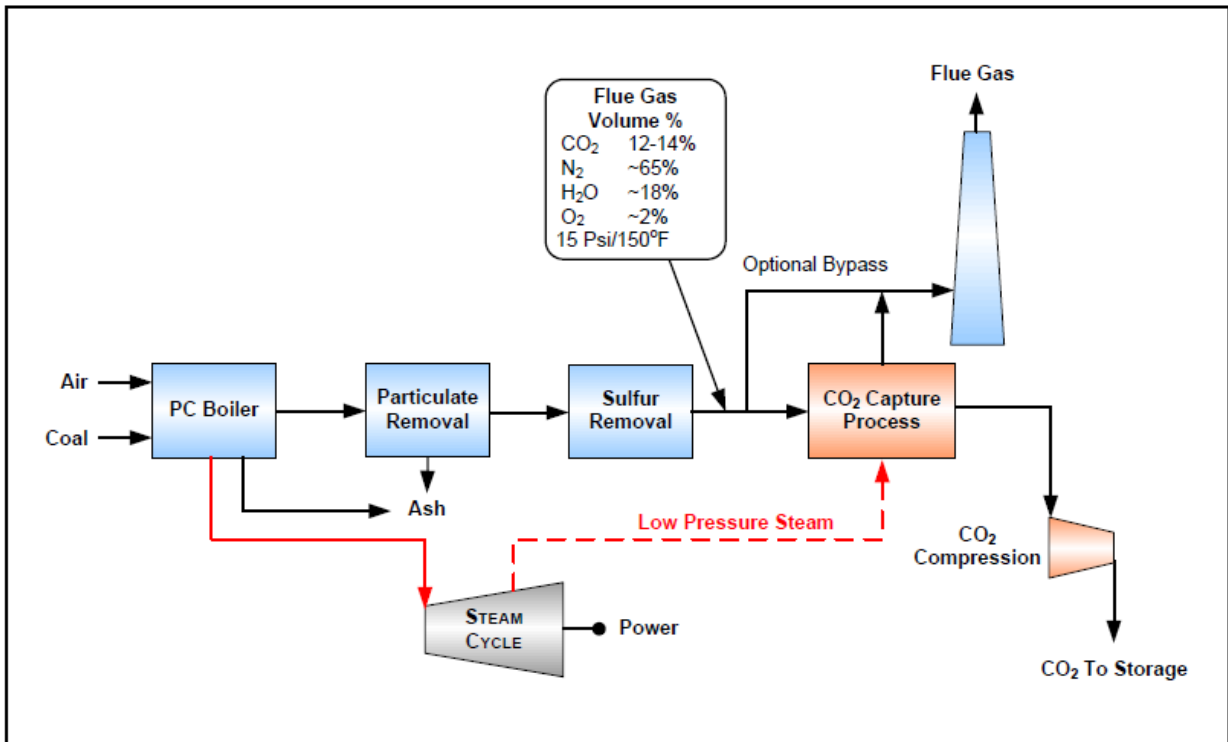 Flue Gas
Flue Gas
Volume %
CO₂ 12-14%
N₂ ~65%
H₂O ~18%
O₂ ~2%
15 Psi/150°F
Optional Bypass
Air
Coal
PC Boiler
Particulate
Removal
Sulfur
Removal
CO₂ Capture
Process
Ash
Low Pressure Steam
CO₂
Compression
STEAM
CYCLE
Power
CO₂ To Storage